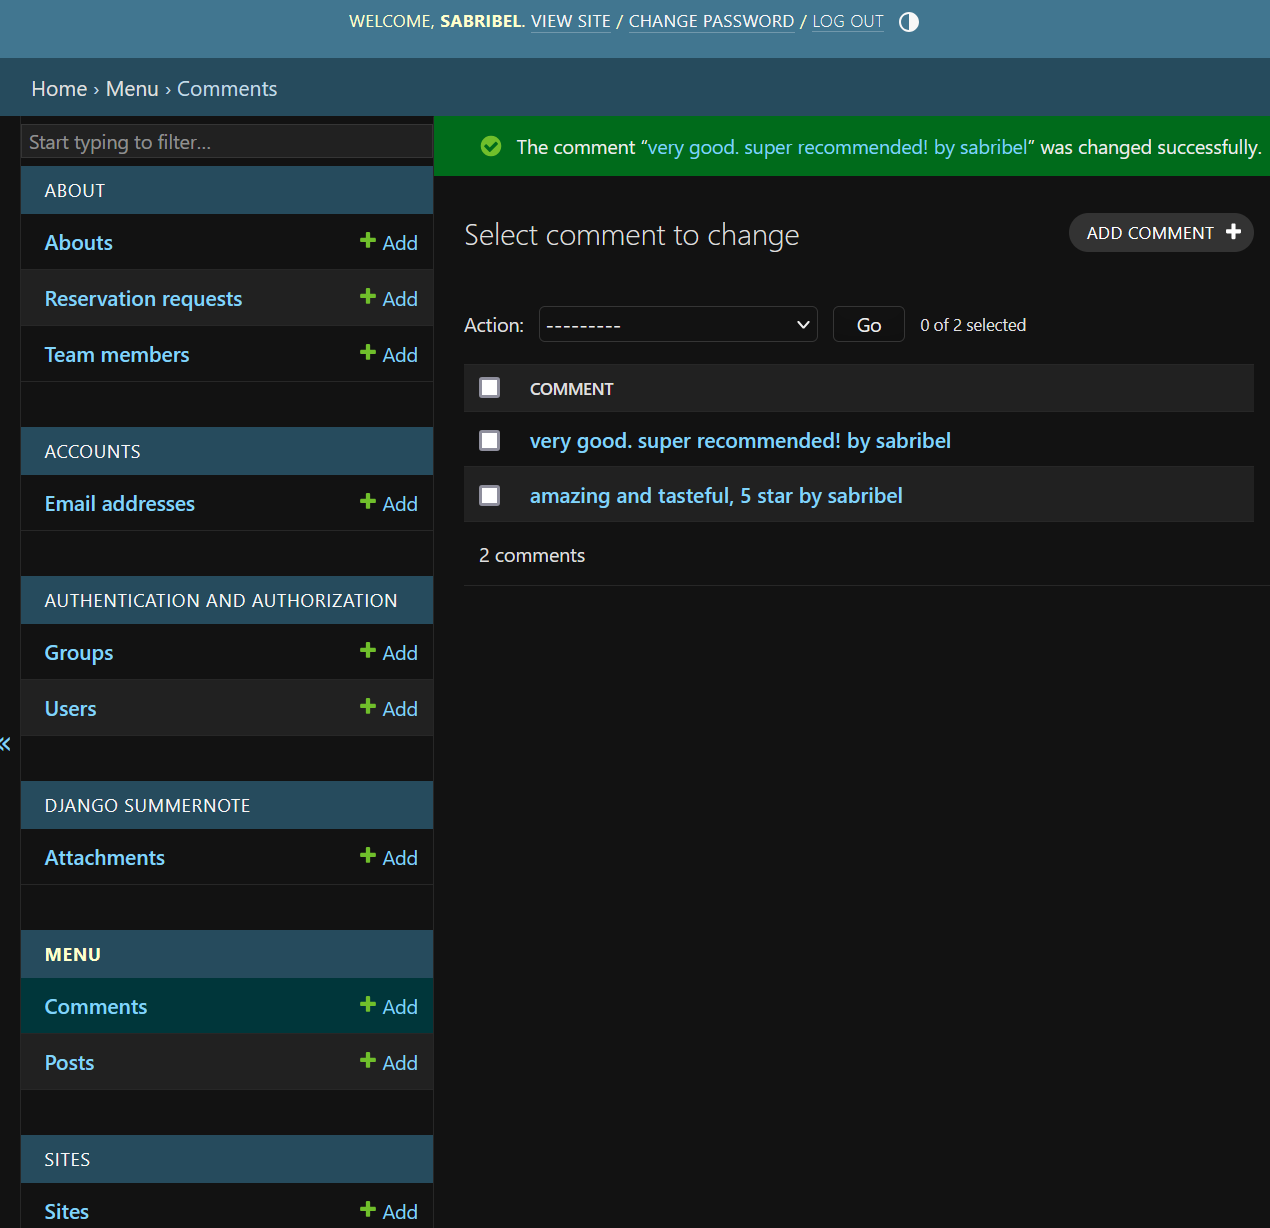 WELCOME, SABRIBEL. VIEW SITE / CHANGE PASSWORD / LOG OUT
Home › Menu › Comments
Start typing to filter...
The comment “very good. super recommended! by sabribel” was changed successfully.
ABOUT
Abouts Add
Reservation requests Add
Team members Add
ACCOUNTS
Email addresses Add
AUTHENTICATION AND AUTHORIZATION
Groups Add
Users Add
«
DJANGO SUMMERNOTE
Attachments Add
MENU
Comments Add
Posts Add
SITES
Sites Add
Select comment to change
ADD COMMENT
Action: --------- Go 0 of 2 selected
COMMENT
very good. super recommended! by sabribel
amazing and tasteful, 5 star by sabribel
2 comments